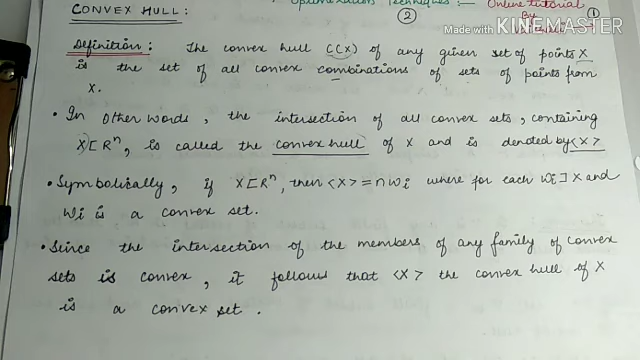 Optimization Techniques :— Online tutorial
CONVEX HULL :
② By ①
Made with KINEMASTER
Definition : The convex hull C(X) of any given set of points X
is the set of all convex combinations of sets of points from
X.
• In other words, the intersection of all convex sets, containing
X⊏Rⁿ, is called the convex hull of X and is denoted by <X>
• Symbolically, if X⊏Rⁿ, then <X> = ∩ Wi where for each Wi ⊐ X and
Wi is a convex set.
• Since the intersection of the members of any family of convex
sets is convex, it follows that <X> the convex hull of X
is a convex set.